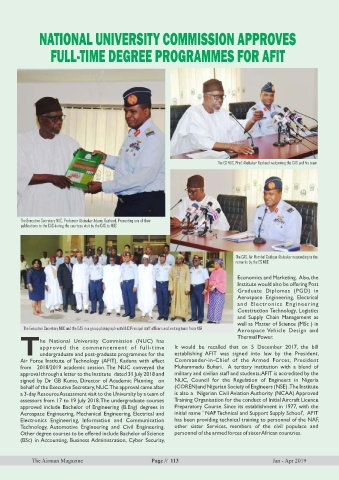 NATIONAL UNIVERSITY COMMISSION APPROVES
FULL-TIME DEGREE PROGRAMMES FOR AFIT
The ES NUC, Prof. Abubakar Rasheed welcoming the CAS and his team
The Executive Secretary NUC, Professor Abubakar Adamu Rasheed, Presenting one of their
publications to the CAS during the courtesy visit by the CAS to NUC
The CAS, Air Marshal Sadique Abubakar responding to the
remarks by the ES NUC
The Executive Secretary NUC and the CAS in a group photograph with NUC Principal staff officers and visiting team from NAF
The National University Commission (NUC) has
approved the commencement of full-time
undergraduate and post-graduate programmes for the
Air Force Institute of Technology (AFIT), Kaduna with effect
from 2018/2019 academic session. The NUC conveyed the
approval through a letter to the Institute dated 31 July 2018 and
signed by Dr GB Kumo, Director of Academic Planning on
behalf of the Executive Secretary, NUC. The approval came after
a 3-day Resource Assessment visit to the University by a team of
assessors from 17 to 19 July 2018. The undergraduate courses
approved include Bachelor of Engineering (B.Eng) degrees in
Aerospace Engineering, Mechanical Engineering, Electrical and
Electronics Engineering, Information and Communication
Technology, Automotive Engineering and Civil Engineering.
Other degree courses to be offered include Bachelor of Science
(BSc) in Accounting, Business Administration, Cyber Security,
Economics and Marketing. Also, the
Institute would also be offering Post
Graduate Diplomas (PGD) in
Aerospace Engineering, Electrical
and Electronics Engineering
Construction Technology, Logistics
and Supply Chain Management as
well as Master of Science (MSc) in
Aerospace Vehicle Design and
Thermal Power.
It would be recalled that on 5 December 2017, the bill
establishing AFIT was signed into law by the President,
Commander-in-Chief of the Armed Forces, President
Muhammadu Buhari. A tertiary institution with a blend of
military and civilian staff and students. AFIT is accredited by the
NUC, Council for the Regulation of Engineers in Nigeria
(COREN)and Nigerian Society of Engineers (NSE). The Institute
is also a Nigerian Civil Aviation Authority (NCAA) Approved
Training Organisation for the conduct of Initial Aircraft Licence
Preparatory Course. Since its establishment in 1977, with the
initial name 'NAF Technical and Support Supply School', AFIT
has been providing technical training to personnel of the NAF,
other sister Services, members of the civil populace and
personnel of the armed forces of sister African countries.
The Airman Magazine
Page // 113
Jan - Apr 2019